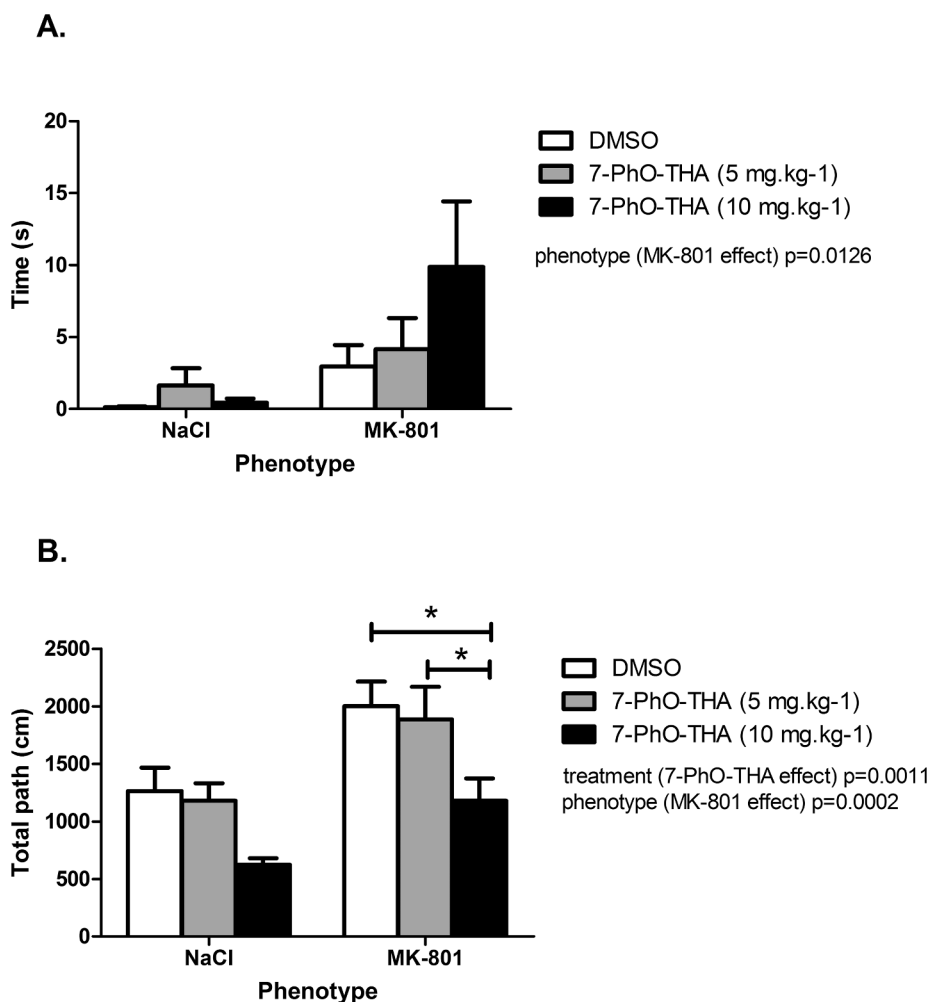 A.
20
15
10
5
0
Time (s)
NaCl
MK-801
Phenotype
DMSO
7-PhO-THA (5 mg.kg-1)
7-PhO-THA (10 mg.kg-1)
phenotype (MK-801 effect) p=0.0126
B.
*
*
2500
2000
1500
1000
500
0
Total path (cm)
NaCl
MK-801
Phenotype
DMSO
7-PhO-THA (5 mg.kg-1)
7-PhO-THA (10 mg.kg-1)
treatment (7-PhO-THA effect) p=0.0011
phenotype (MK-801 effect) p=0.0002